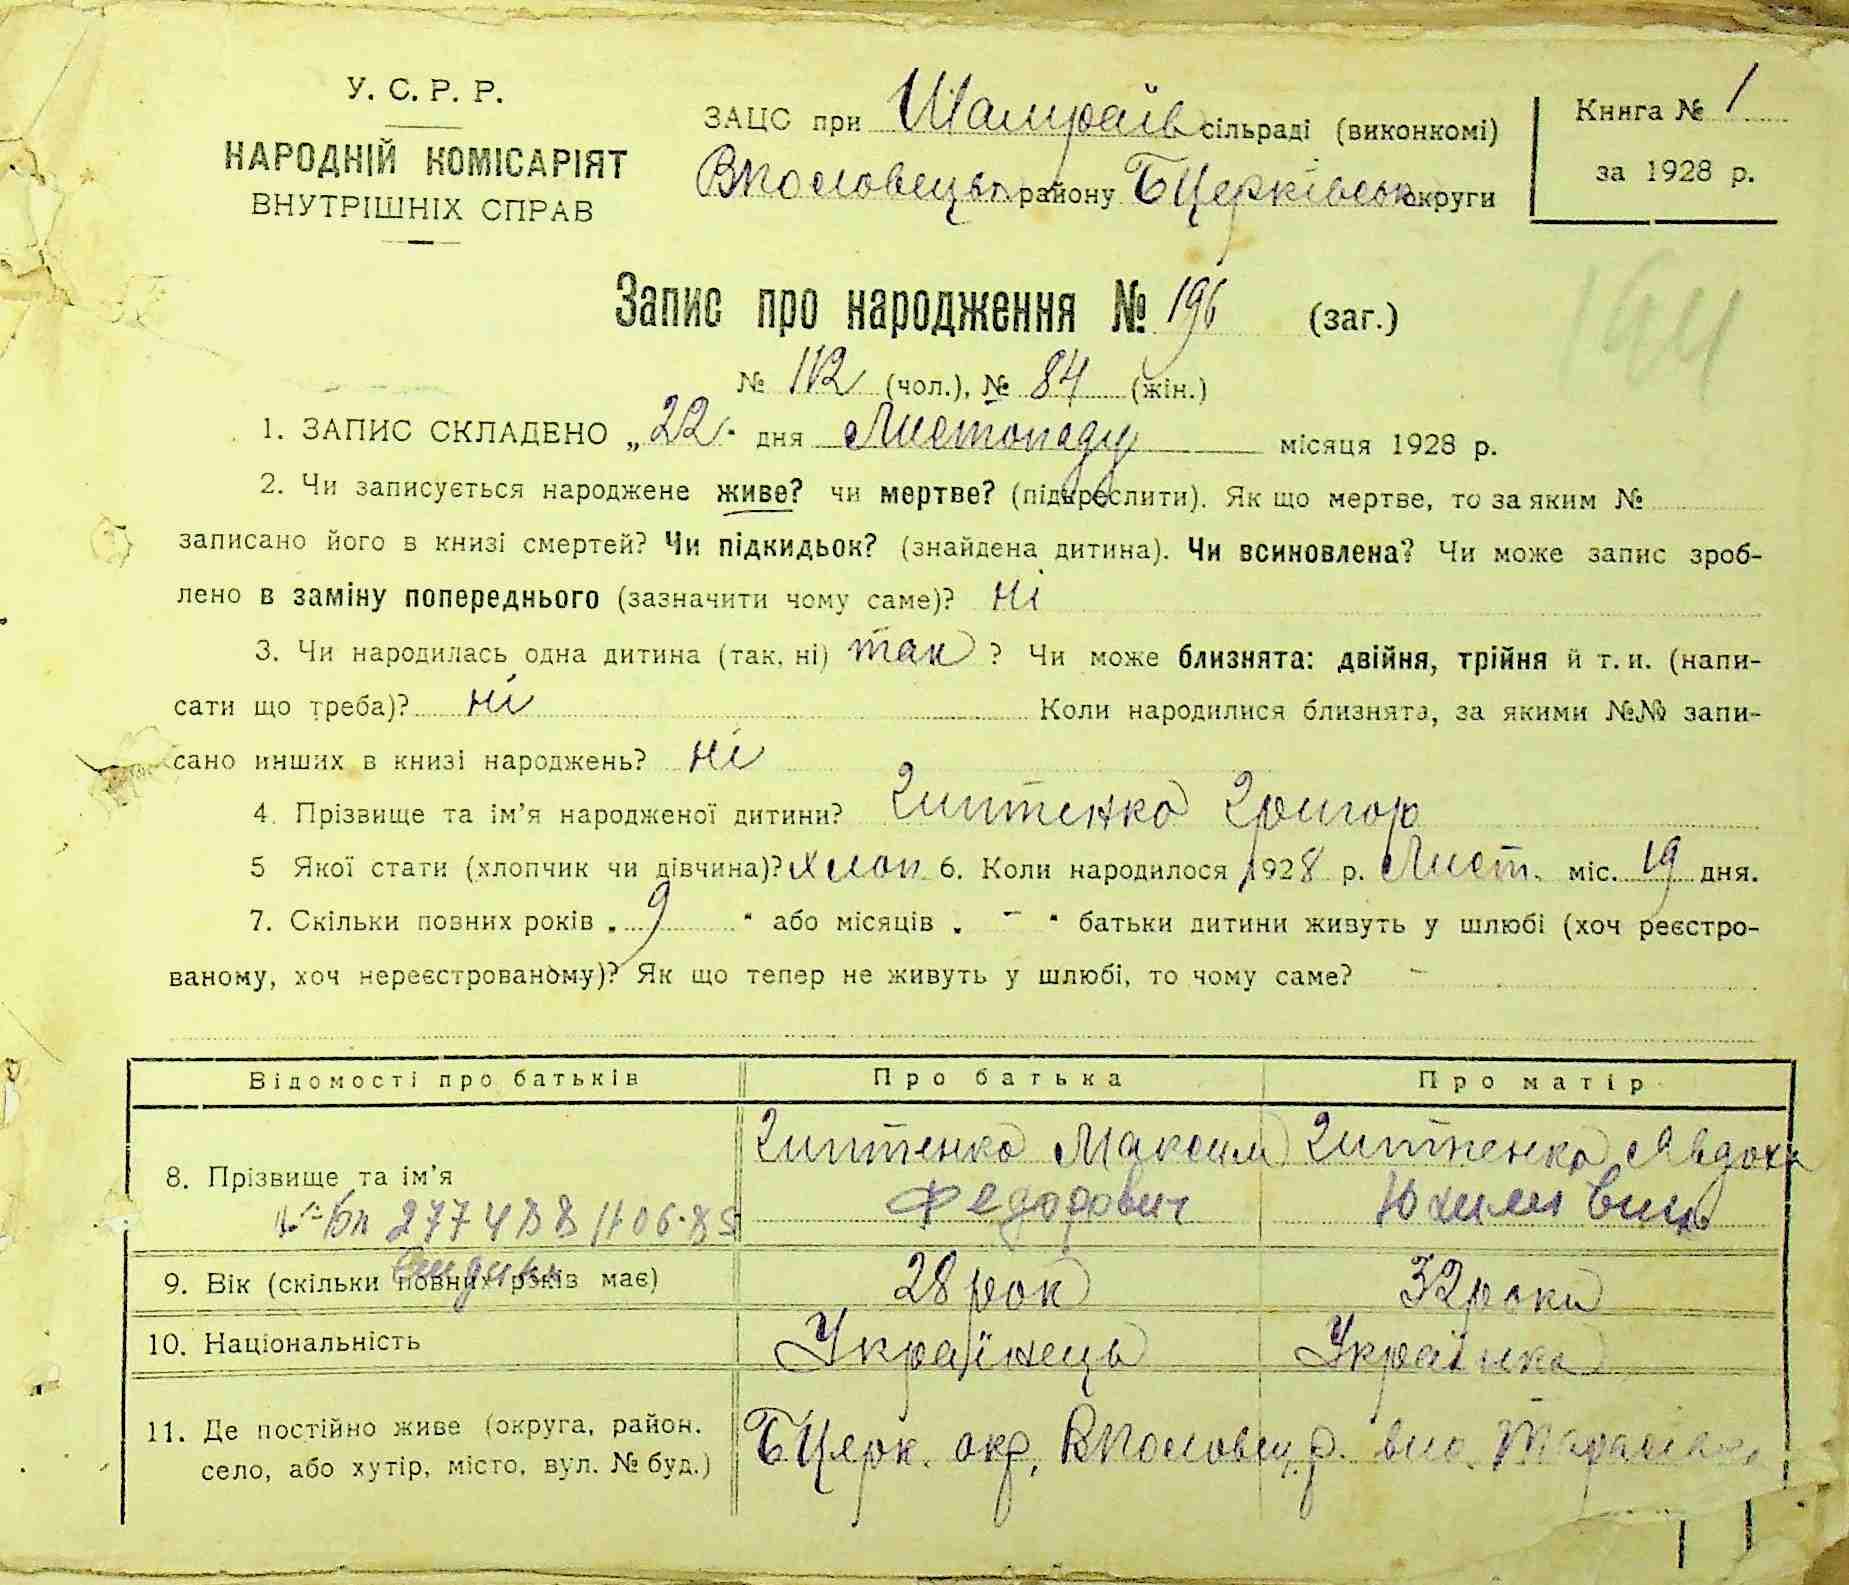 У. С. Р. Р.
НАРОДНІЙ КОМІСАРІЯТ
ВНУТРІШНІХ СПРАВ
ЗАЦС при Шамраїв сільраді (виконкомі)
району БЦерківськ округи
Книга № 1
за 1928 р.
Запис про народження № 196 (заг.)
194
№ 112 (чол.), № 84 (жін.)
1. ЗАПИС СКЛАДЕНО „22" дня Листопаду місяця 1928 р.
2. Чи записується народжене живе? чи мертве? (підкреслити). Як що мертве, то за яким №
записано його в книзі смертей? Чи підкидьок? (знайдена дитина). Чи всиновлена? Чи може запис зроб-
лено в заміну попереднього (зазначити чому саме)? Ні
3. Чи народилась одна дитина (так, ні) так ? Чи може близнята: двійня, трійня й т. и. (напи-
сати що треба)? Ні Коли народилися близнята, за якими №№ запи-
сано инших в книзі народжень? Ні
4. Прізвище та ім'я народженої дитини? Григор
5 Якої стати (хлопчик чи дівчина)? хлоп. 6. Коли народилося 1928 р. Лист. міс. 19 дня.
7. Скільки повних років „ 9 " або місяців „ – " батьки дитини живуть у шлюбі (хоч реєстро-
ваному, хоч нереєстрованому)? Як що тепер не живуть у шлюбі, то чому саме? –
Відомості про батьків Про батька Про матір
8. Прізвище та ім'я
Максим Явдоха
Федорович
9. Вік (скільки повних років має) 28 рок 32 роки
10. Національність Українець Українка
11. Де постійно живе (округа, район.
село, або хутір, місто, вул. № буд.)
БЦерк. окр,